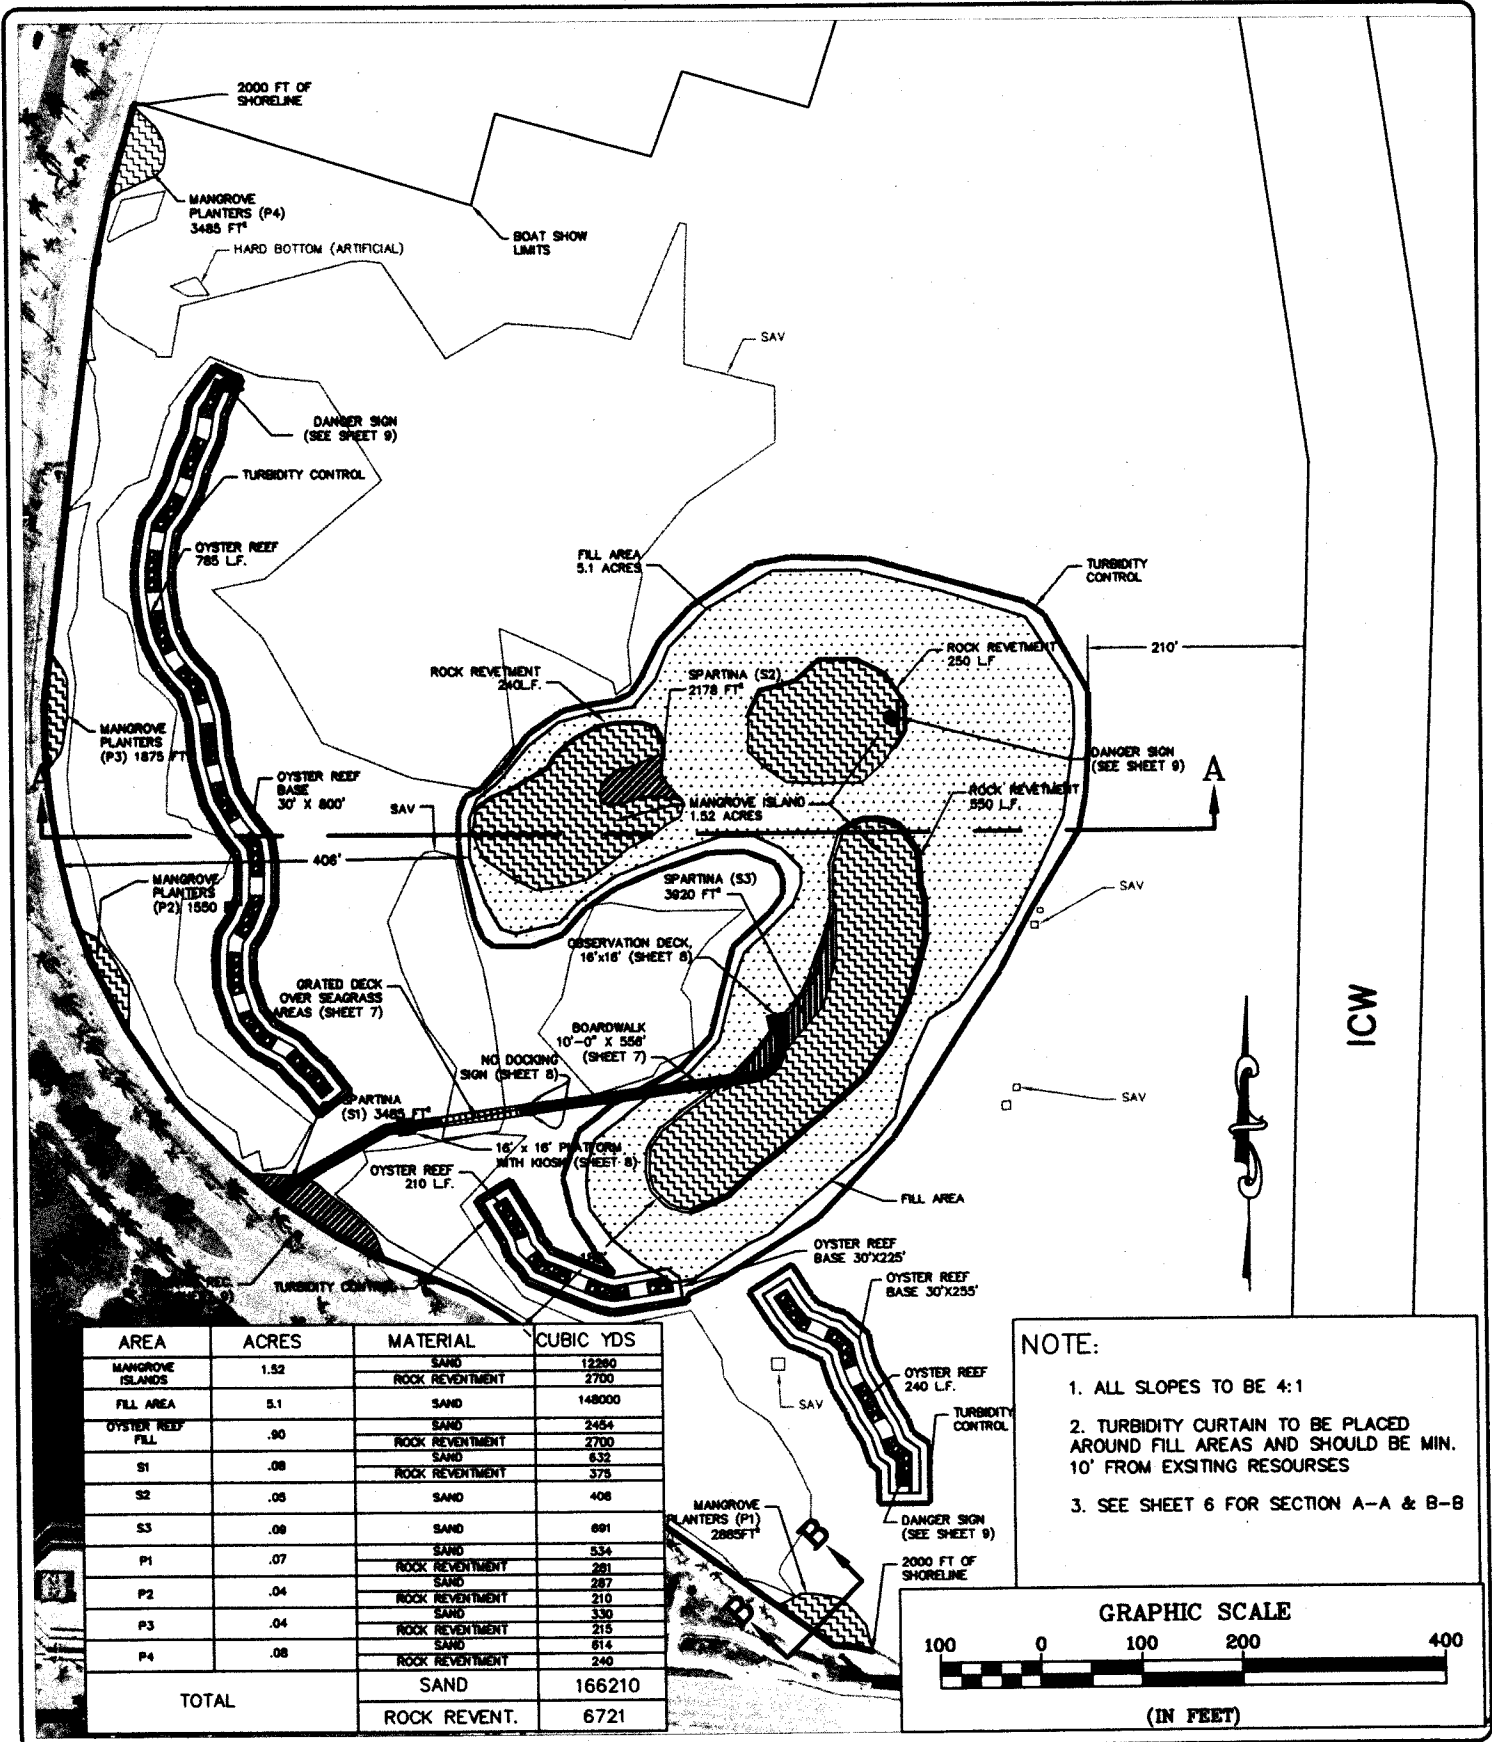 2000 FT OF
SHORELINE
MANGROVE
PLANTERS (P4)
3485 FT²
HARD BOTTOM (ARTIFICIAL)
BOAT SHOW
LIMITS
SAV
DANGER SIGN
(SEE SHEET 9)
TURBIDITY CONTROL
OYSTER REEF
785 L.F.
FILL AREA
5.1 ACRES
TURBIDITY
CONTROL
210'
ROCK REVETMENT
250 L.F
ROCK REVETMENT
240L.F.
SPARTINA (S2)
2178 FT²
MANGROVE
PLANTERS
(P3) 1875 FT
DANGER SIGN
(SEE SHEET 9)
A
A
OYSTER REEF
BASE
30' X 800'
SAV
MANGROVE ISLAND
1.52 ACRES
ROCK REVETMENT
550 L.F.
406'
MANGROVE
PLANTERS
(P2) 1550
SPARTINA (S3)
3920 FT²
SAV
OBSERVATION DECK,
16'x16' (SHEET 8)
GRATED DECK
OVER SEAGRASS
AREAS (SHEET 7)
BOARDWALK
10'-0" X 556'
(SHEET 7)
NO DOCKING
SIGN (SHEET 8)
ICW
SAV
SPARTINA
(S1) 3485 FT²
16' x 16' PLATFORM
WITH KIOSK (SHEET 8)
OYSTER REEF
210 L.F.
FILL AREA
OYSTER REEF
BASE 30'X225'
REC.
TURBIDITY CONTROL
OYSTER REEF
BASE 30'X255'
OYSTER REEF
240 L.F.
SAV
TURBIDITY
CONTROL
MANGROVE
PLANTERS (P1)
2865FT²
DANGER SIGN
(SEE SHEET 9)
2000 FT OF
SHORELINE
B
B
AREA ACRES MATERIAL CUBIC YDS
MANGROVE ISLANDS 1.52 SAND 12260
ROCK REVENTMENT 2700
FILL AREA 5.1 SAND 148000
OYSTER REEF FILL .90 SAND 2454
ROCK REVENTMENT 2700
S1 .08 SAND 632
ROCK REVENTMENT 375
S2 .05 SAND 408
S3 .09 SAND 691
P1 .07 SAND 534
ROCK REVENTMENT 281
P2 .04 SAND 287
ROCK REVENTMENT 210
P3 .04 SAND 330
ROCK REVENTMENT 215
P4 .08 SAND 614
ROCK REVENTMENT 240
TOTAL SAND 166210
ROCK REVENT. 6721
NOTE:
1. ALL SLOPES TO BE 4:1
2. TURBIDITY CURTAIN TO BE PLACED
AROUND FILL AREAS AND SHOULD BE MIN.
10' FROM EXSITING RESOURSES
3. SEE SHEET 6 FOR SECTION A-A & B-B
GRAPHIC SCALE
100 0 100 200 400
(IN FEET)